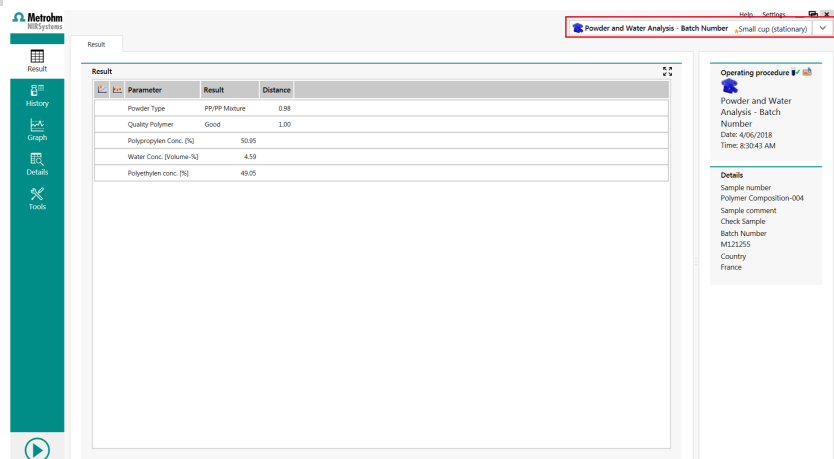 Metrohm
NIRSystems
Help Settings
Powder and Water Analysis - Batch Number Small cup (stationary)
Result
Result
History
Graph
Details
Tools
Result
Parameter Result Distance
Powder Type PP/PP Mixture 0.98
Quality Polymer Good 1.00
Polypropylen Conc. [%] 50.95
Water Conc. [Volume-%] 4.59
Polyethylen conc. [%] 49.05
Operating procedure
Powder and Water
Analysis - Batch
Number
Date: 4/06/2018
Time: 8:30:43 AM
Details
Sample number
Polymer Composition-004
Sample comment
Check Sample
Batch Number
M121255
Country
France